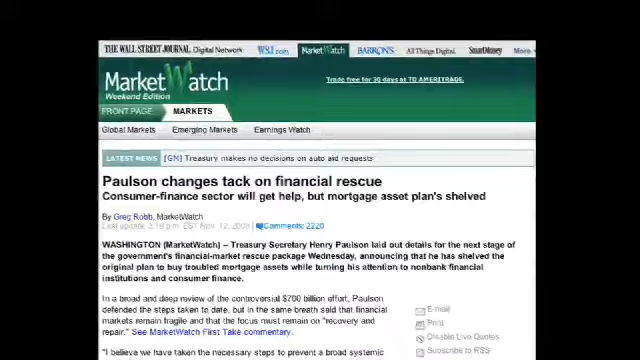 THE WALL STREET JOURNAL Digital Network WSJ.com MarketWatch BARRON'S All Things Digital. SmartMoney More
MarketWatch
Weekend Edition
Trade free for 30 days at TD AMERITRADE.
FRONT PAGE MARKETS
Global Markets Emerging Markets Earnings Watch
LATEST NEWS [GM] Treasury makes no decisions on auto aid requests
Paulson changes tack on financial rescue
Consumer-finance sector will get help, but mortgage asset plan's shelved
By Greg Robb, MarketWatch
Last update: 3:19 p.m. EST Nov. 12, 2008 Comments: 2220
WASHINGTON (MarketWatch) -- Treasury Secretary Henry Paulson laid out details for the next stage of
the government's financial-market rescue package Wednesday, announcing that he has shelved the
original plan to buy troubled mortgage assets while turning his attention to nonbank financial
institutions and consumer finance.
In a broad and deep review of the controversial $700 billion effort, Paulson
defended the steps taken to date, but in the same breath said that financial
markets remain fragile and that the focus must remain on "recovery and
repair." See MarketWatch First Take commentary.
E-mail
Print
Disable Live Quotes
Subscribe to RSS
"I believe we have taken the necessary steps to prevent a broad systemic